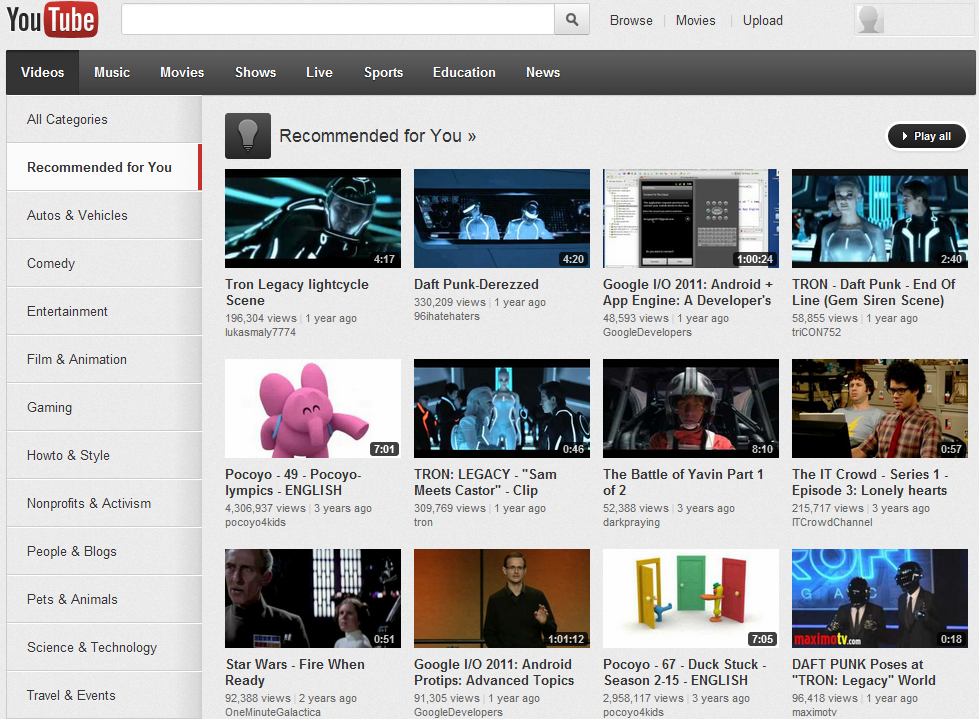 YouTube
Browse | Movies | Upload
Videos Music Movies Shows Live Sports Education News
All Categories
Recommended for You
Autos & Vehicles
Comedy
Entertainment
Film & Animation
Gaming
Howto & Style
Nonprofits & Activism
People & Blogs
Pets & Animals
Science & Technology
Travel & Events
Recommended for You »
Play all
4:17
Tron Legacy lightcycle
Scene
196,304 views | 1 year ago
lukasmaly7774
4:20
Daft Punk-Derezzed
330,209 views | 1 year ago
96ihatehaters
1:00:24
Google I/O 2011: Android +
App Engine: A Developer's
48,593 views | 1 year ago
GoogleDevelopers
2:40
TRON - Daft Punk - End Of
Line (Gem Siren Scene)
58,855 views | 1 year ago
triCON752
7:01
Pocoyo - 49 - Pocoyo-
lympics - ENGLISH
4,306,937 views | 3 years ago
pocoyo4kids
0:46
TRON: LEGACY - "Sam
Meets Castor" - Clip
309,769 views | 1 year ago
tron
8:10
The Battle of Yavin Part 1
of 2
52,388 views | 3 years ago
darkpraying
0:57
The IT Crowd - Series 1 -
Episode 3: Lonely hearts
215,717 views | 3 years ago
ITCrowdChannel
0:51
Star Wars - Fire When
Ready
92,388 views | 2 years ago
OneMinuteGalactica
1:01:12
Google I/O 2011: Android
Protips: Advanced Topics
91,305 views | 1 year ago
GoogleDevelopers
7:05
Pocoyo - 67 - Duck Stuck -
Season 2-15 - ENGLISH
2,958,117 views | 3 years ago
pocoyo4kids
maximotv.com
0:18
DAFT PUNK Poses at
"TRON: Legacy" World
96,418 views | 1 year ago
maximotv